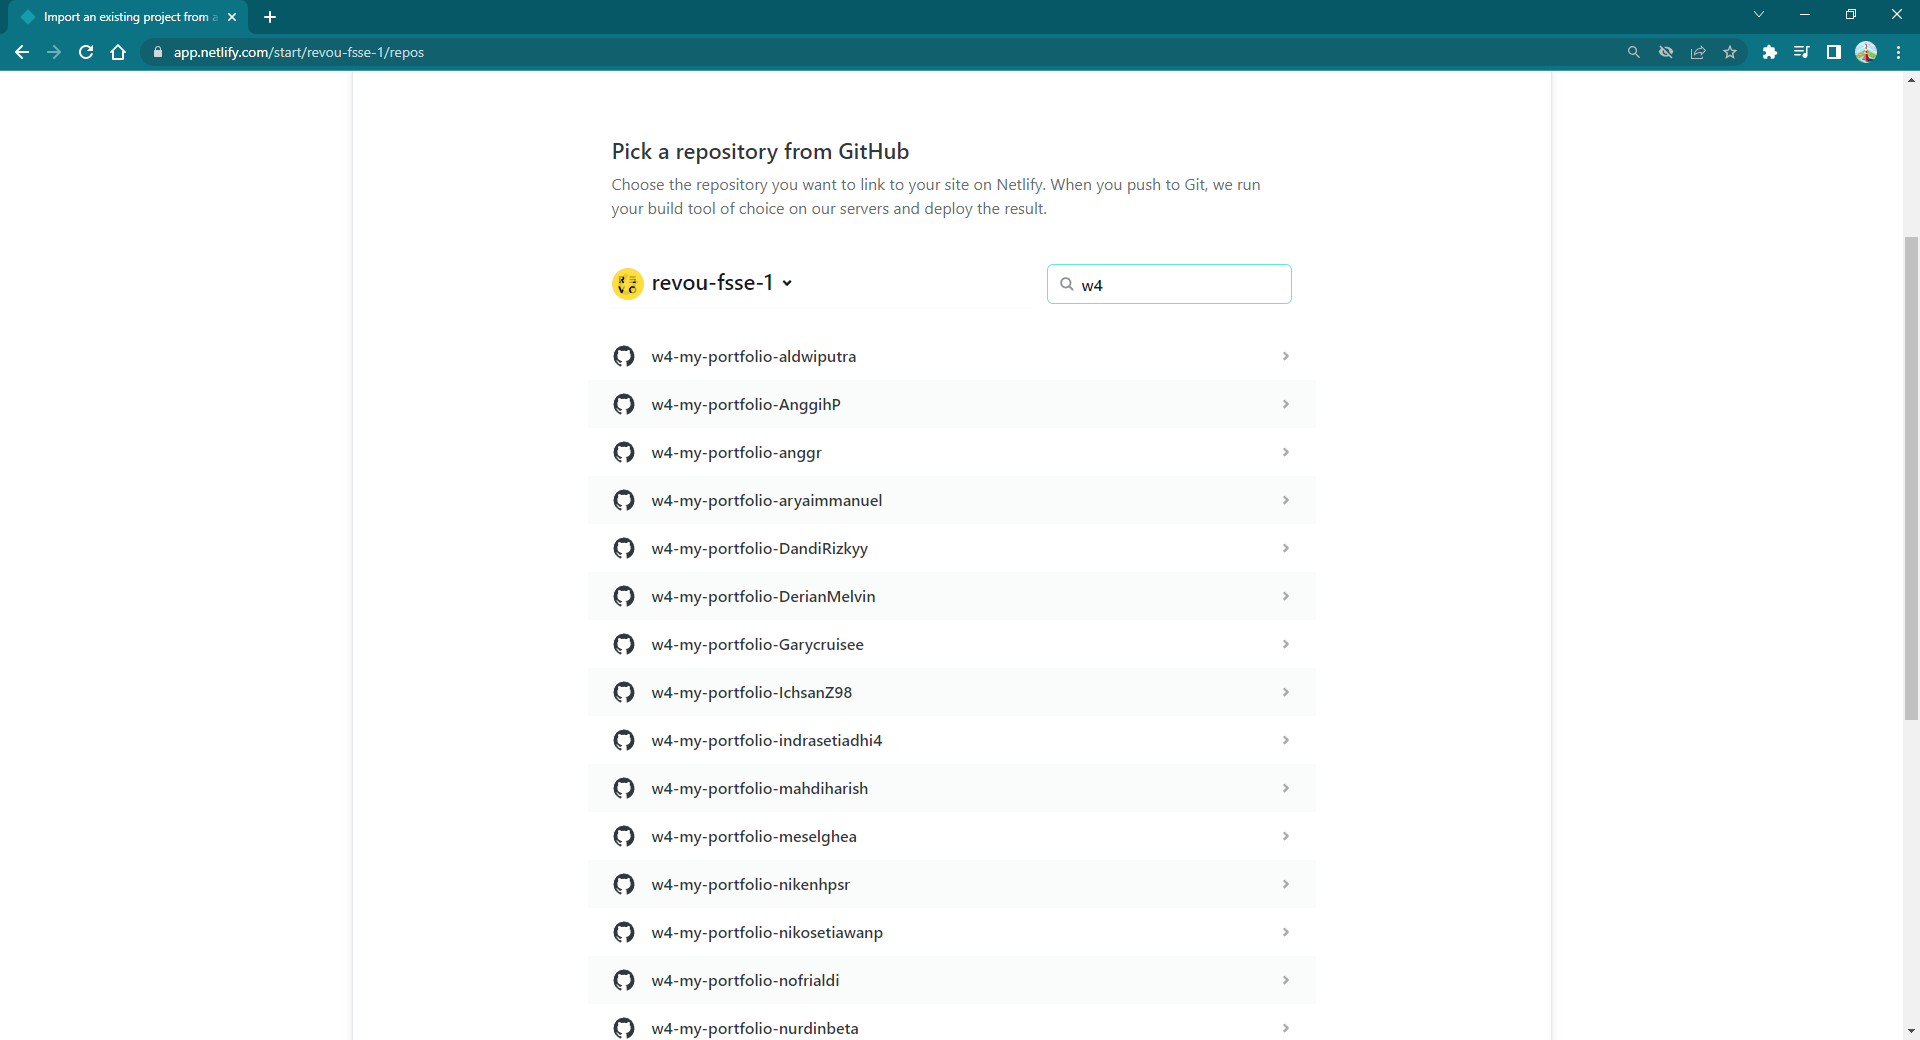 Import an existing project from a
app.netlify.com/start/revou-fsse-1/repos
Pick a repository from GitHub
Choose the repository you want to link to your site on Netlify. When you push to Git, we run
your build tool of choice on our servers and deploy the result.
revou-fsse-1
w4
w4-my-portfolio-aldwiputra
w4-my-portfolio-AnggihP
w4-my-portfolio-anggr
w4-my-portfolio-aryaimmanuel
w4-my-portfolio-DandiRizkyy
w4-my-portfolio-DerianMelvin
w4-my-portfolio-Garycruisee
w4-my-portfolio-IchsanZ98
w4-my-portfolio-indrasetiadhi4
w4-my-portfolio-mahdiharish
w4-my-portfolio-meselghea
w4-my-portfolio-nikenhpsr
w4-my-portfolio-nikosetiawanp
w4-my-portfolio-nofrialdi
w4-my-portfolio-nurdinbeta